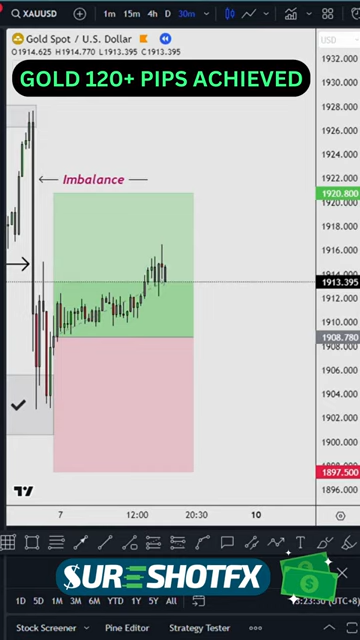 XAUUSD 1m 15m 1h D 30m
Gold Spot / U.S. Dollar
USD
O1914.625 H1914.770 L1913.395 C1913.395
1932.000
GOLD 120+ PIPS ACHIEVED
1928.000
1926.000
1924.000
Imbalance
1922.000
1920.800
1918.000
1916.000
1913.395
1912.000
1910.000
1908.780
1906.000
1904.000
1902.000
1900.000
1897.500
1896.000
7 12:00 20:30 10
SURESHOTFX
1D 5D 1M 3M 6M YTD 1Y 5Y All
(UTC+8)
Stock Screener Pine Editor Strategy Tester